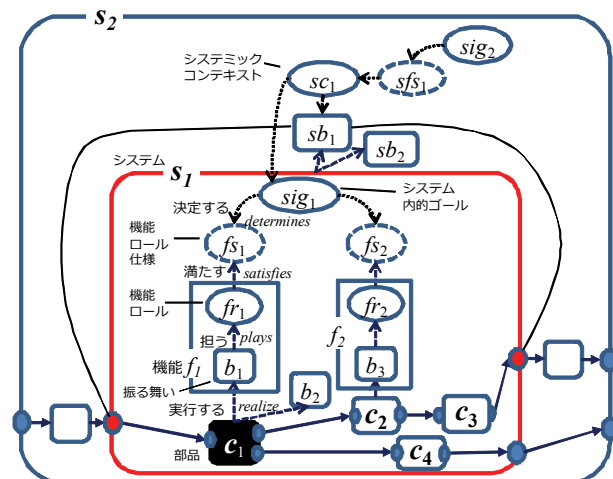 s2
sig2
システミック
コンテキスト
sc1
sfs1
sb1
sb2
システム
s1
sig1
システム
内的ゴール
決定する
determines
機能
ロール
仕様
fs1
fs2
満たす
satisfies
機能
ロール
fr1
fr2
担う
plays
機能 f1
f2
b1
b3
振る舞い
b2
実行する
realize
c1
c2
c3
部品
c4